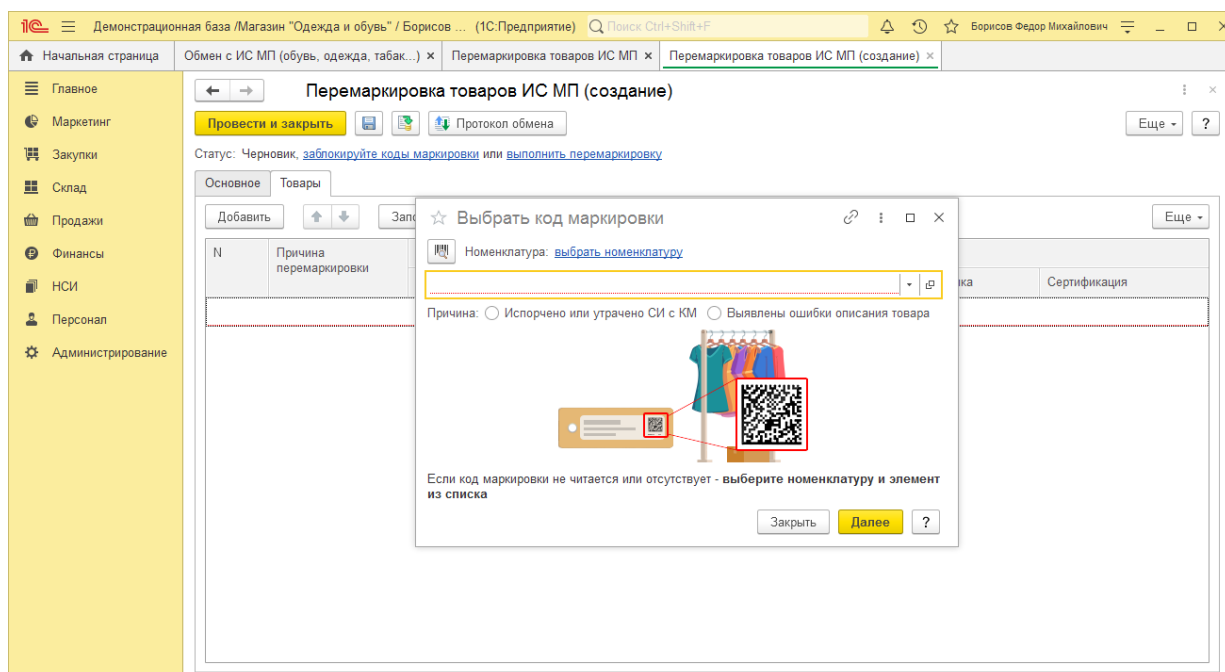 Демонстрационная база /Магазин "Одежда и обувь" / Борисов ... (1С:Предприятие) Поиск Ctrl+Shift+F Борисов Федор Михайлович
Начальная страница Обмен с ИС МП (обувь, одежда, табак...) × Перемаркировка товаров ИС МП × Перемаркировка товаров ИС МП (создание) ×
Главное
Маркетинг
Закупки
Склад
Продажи
Финансы
НСИ
Персонал
Администрирование
Перемаркировка товаров ИС МП (создание)
Провести и закрыть Протокол обмена Еще ?
Статус: Черновик, заблокируйте коды маркировки или выполнить перемаркировку
Основное Товары
Добавить Запо Еще
N Причина
перемаркировки
ка Сертификация
Выбрать код маркировки
Номенклатура: выбрать номенклатуру
Причина: Испорчено или утрачено СИ с КМ Выявлены ошибки описания товара
Если код маркировки не читается или отсутствует - выберите номенклатуру и элемент
из списка
Закрыть Далее ?